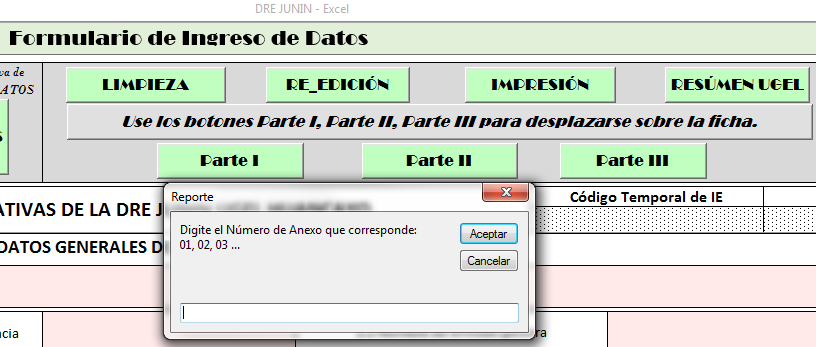 DRE JUNIN - Excel
Formulario de Ingreso de Datos
va de
ATOS
S
LIMPIEZA
RE_EDICIÓN
IMPRESIÓN
RESÚMEN UGEL
Use los botones Parte I, Parte II, Parte III para desplazarse sobre la ficha.
Parte I
Parte II
Parte III
Reporte
Código Temporal de IE
ATIVAS DE LA DRE J
Digite el Número de Anexo que corresponde:
01, 02, 03 ...
Aceptar
Cancelar
DATOS GENERALES D
ncia